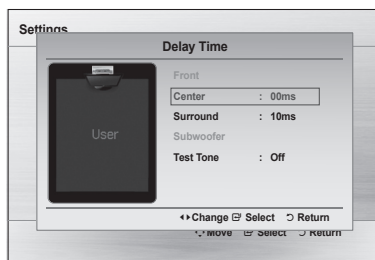 Settings
Delay Time
Front
Center : 00ms
User
Surround : 10ms
Subwoofer
Test Tone : Off
Change Select Return
Move Select Return